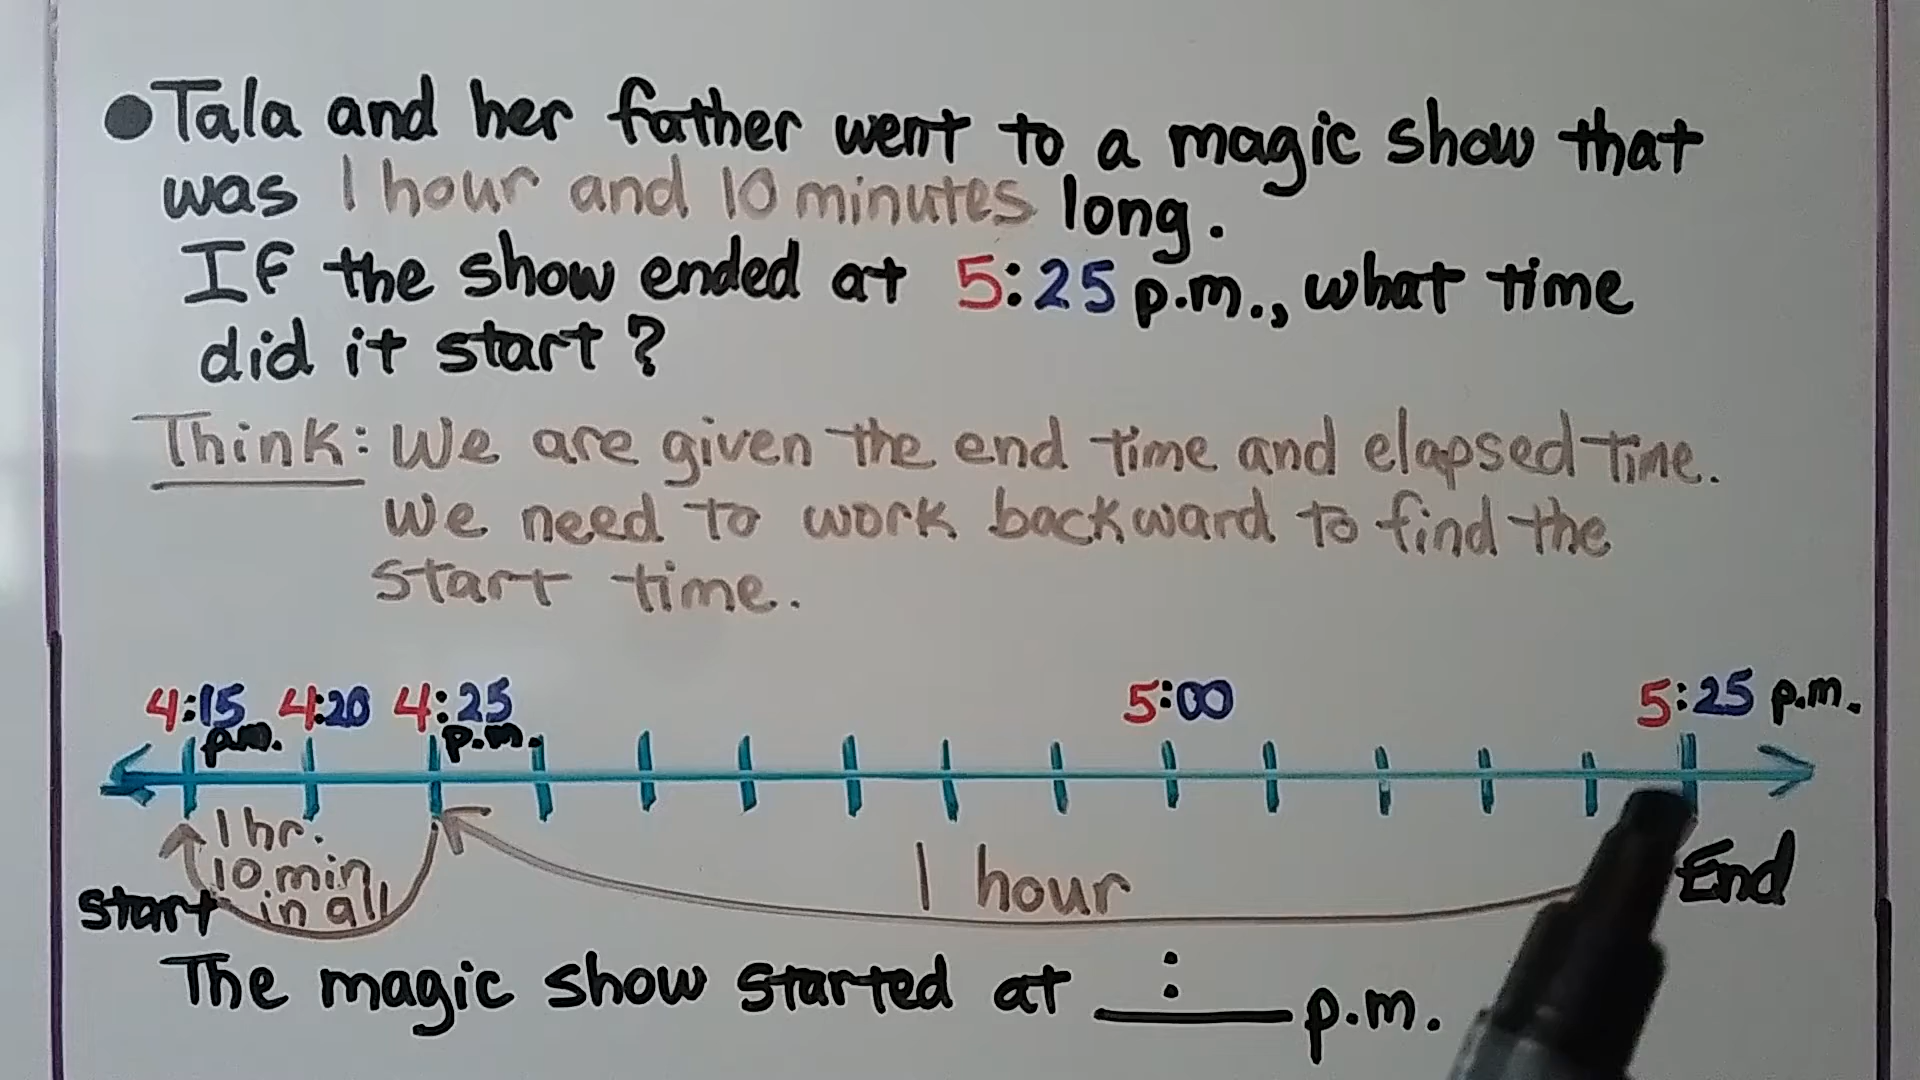 ●Tala and her father went to a magic show that
was 1 hour and 10 minutes long.
If the show ended at 5:25 p.m., what time
did it start?
Think: We are given the end time and elapsed time.
We need to work backward to find the
start time.
4:15 p.m. 4:20 4:25 p.m. 5:00 5:25 p.m.
1 hr.
10 min
in all
1 hour
Start
End
The magic show started at __:__ p.m.